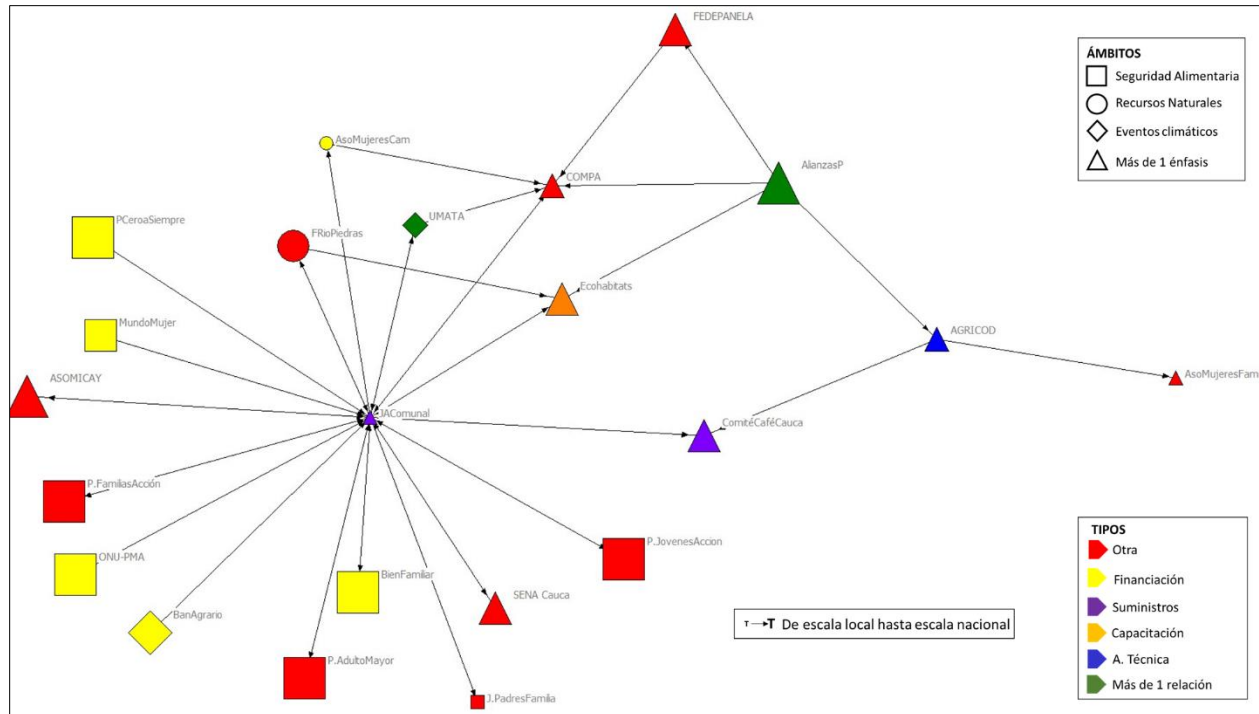 FEDEPANELA
ÁMBITOS
Seguridad Alimentaria
Recursos Naturales
Eventos climáticos
Más de 1 énfasis
AsoMujeresCam
COMPA
AlianzasP
UMATA
PCeroaSiempre
FRioPiedras
Ecohabitats
MundoMujer
AGRICOD
ASOMICAY
AsoMujeresFam
JAComunal
ComitéCaféCauca
P.FamiliasAcción
ONU-PMA
P.JovenesAccion
BienFamiliar
SENA Cauca
BanAgrario
P.AdultoMayor
J.PadresFamilia
T→T De escala local hasta escala nacional
TIPOS
Otra
Financiación
Suministros
Capacitación
A. Técnica
Más de 1 relación